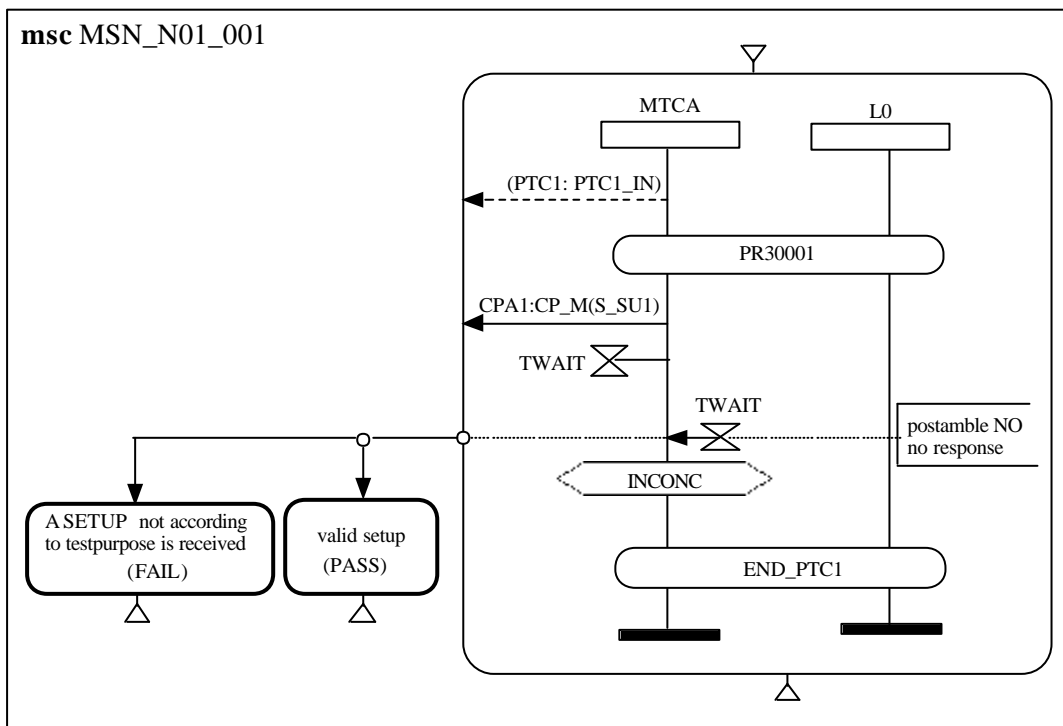 msc MSN_N01_001
MTCA
L0
(PTC1: PTC1_IN)
PR30001
CPA1:CP_M(S_SU1)
TWAIT
TWAIT
postamble NO
no response
INCONC
A SETUP not according
to testpurpose is received
(FAIL)
valid setup
(PASS)
END_PTC1